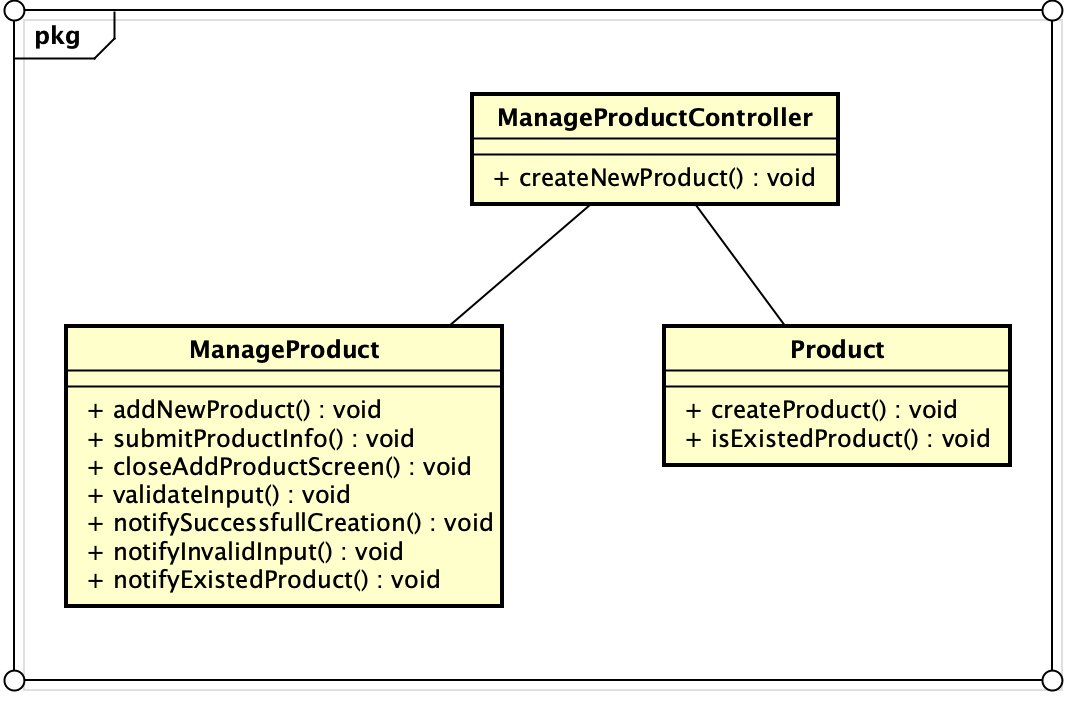 pkg
ManageProductController
+ createNewProduct() : void
ManageProduct
+ addNewProduct() : void
+ submitProductInfo() : void
+ closeAddProductScreen() : void
+ validateInput() : void
+ notifySuccessfullCreation() : void
+ notifyInvalidInput() : void
+ notifyExistedProduct() : void
Product
+ createProduct() : void
+ isExistedProduct() : void